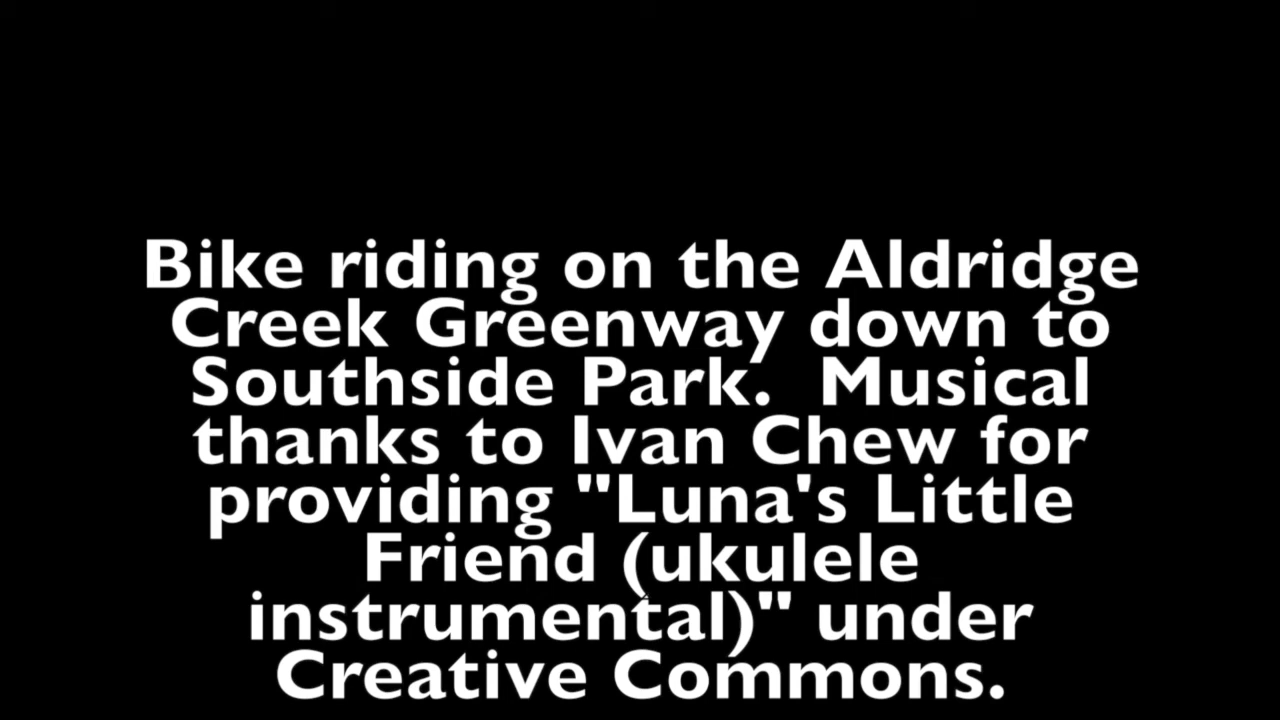 Bike riding on the Aldridge
Creek Greenway down to
Southside Park.  Musical
thanks to Ivan Chew for
providing "Luna's Little
Friend (ukulele
instrumental)" under
Creative Commons.